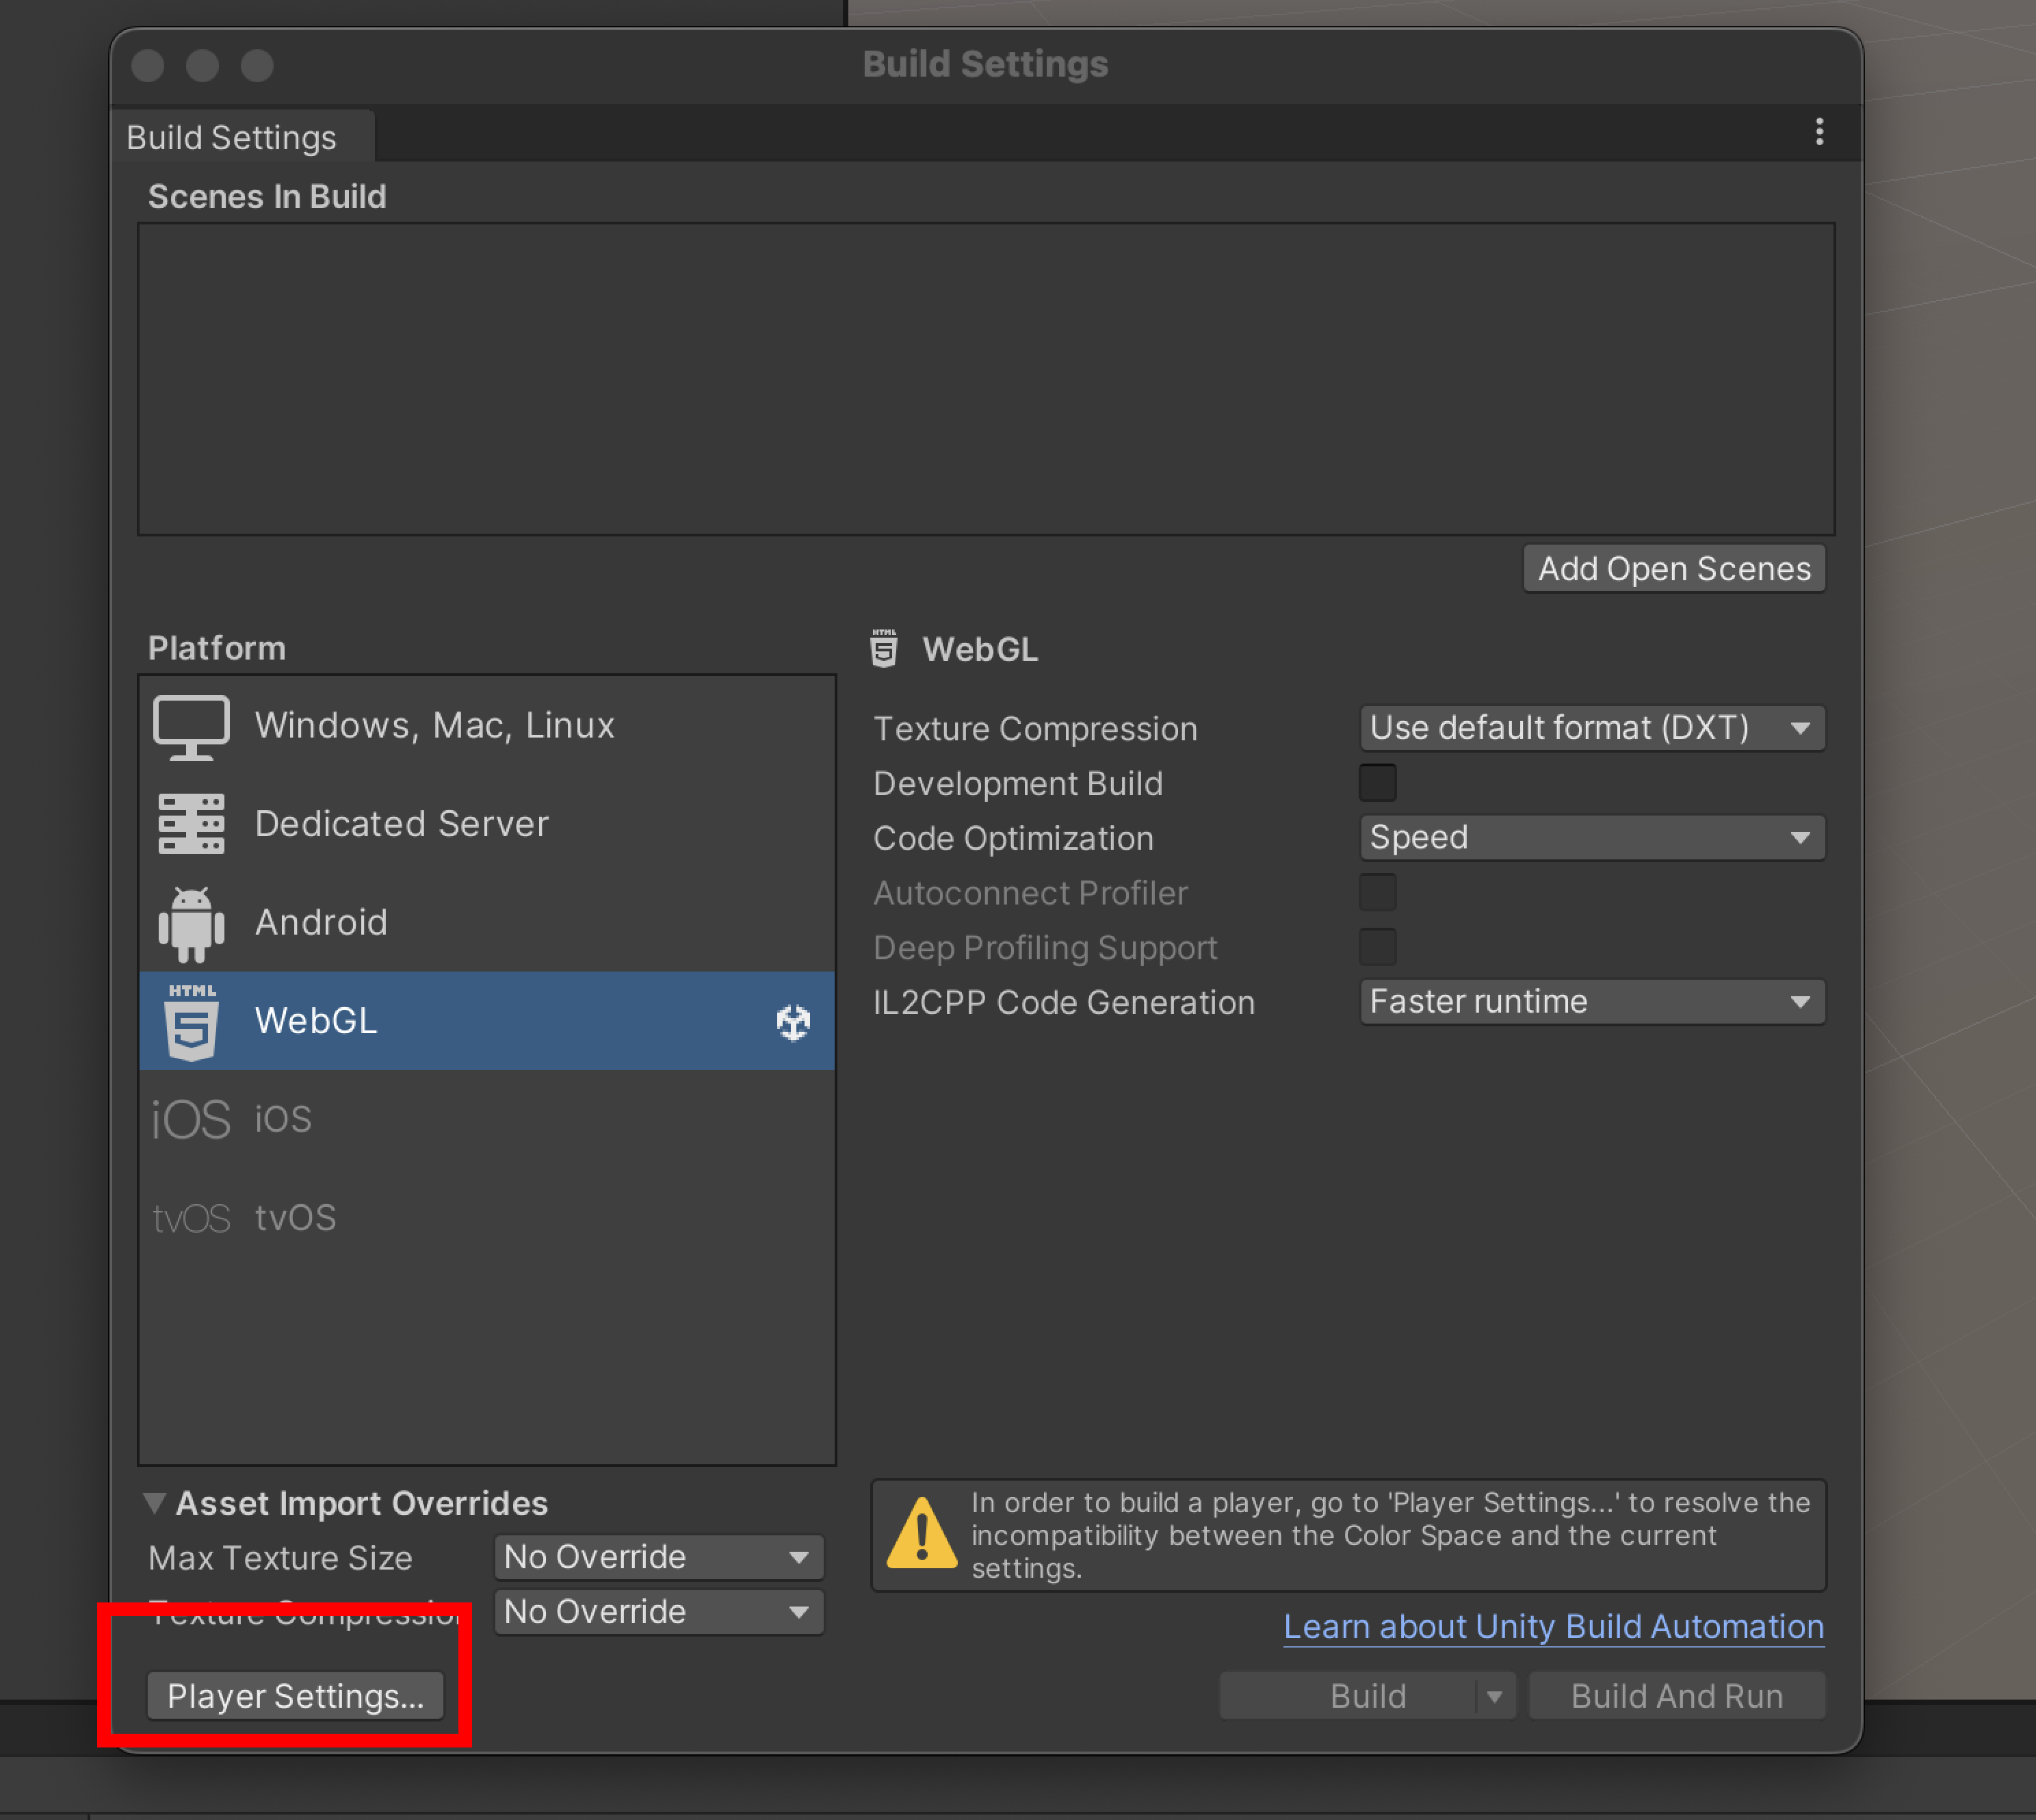 Build Settings
Build Settings
Scenes In Build
Add Open Scenes
Platform
Windows, Mac, Linux
Dedicated Server
Android
HTML
5
WebGL
iOS iOS
tvOS tvOS
HTML
5
WebGL
Texture Compression Use default format (DXT)
Development Build
Code Optimization Speed
Autoconnect Profiler
Deep Profiling Support
IL2CPP Code Generation Faster runtime
Asset Import Overrides
Max Texture Size No Override
Texture Compression No Override
Player Settings...
In order to build a player, go to 'Player Settings...' to resolve the
incompatibility between the Color Space and the current
settings.
Learn about Unity Build Automation
Build Build And Run